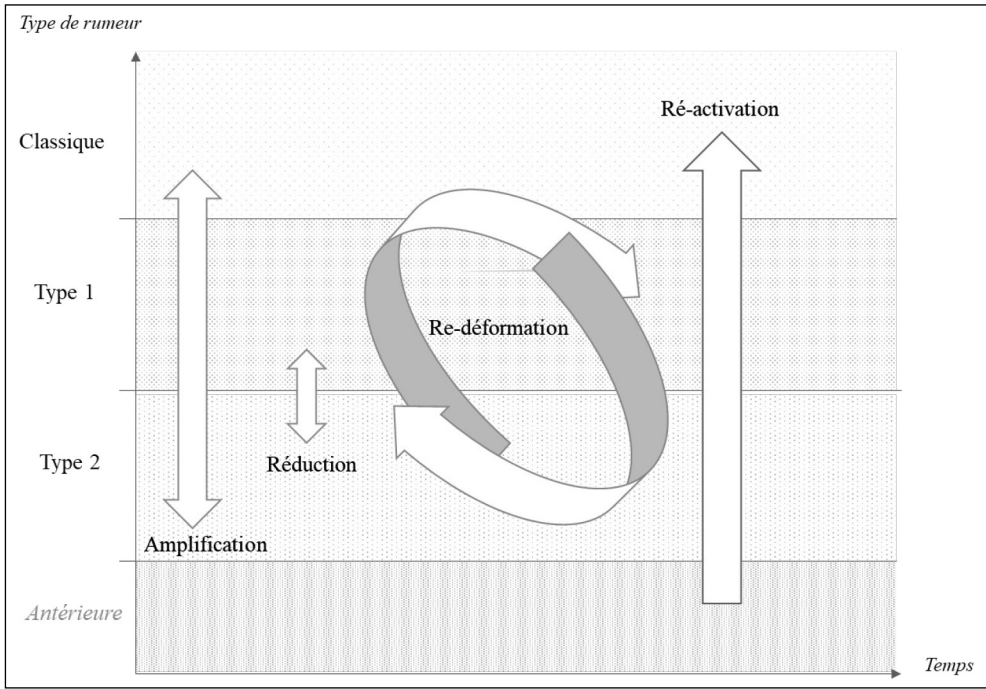 Type de rumeur
Ré-activation
Classique
Type 1
Re-déformation
Type 2
Réduction
Amplification
Antérieure
Temps